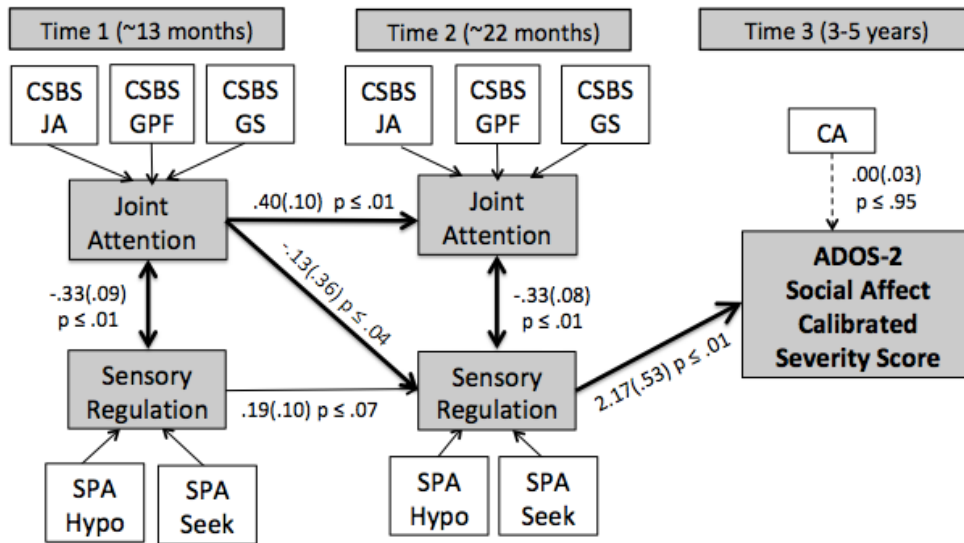 Time 1 (~13 months)
Time 2 (~22 months)
Time 3 (3-5 years)
CSBS
JA
CSBS
GPF
CSBS
GS
CSBS
JA
CSBS
GPF
CSBS
GS
CA
.00(.03)
p ≤ .95
Joint
Attention
.40(.10) p ≤ .01
Joint
Attention
-.33(.09)
p ≤ .01
-.13(.36) p ≤ .04
-.33(.08)
p ≤ .01
ADOS-2
Social Affect
Calibrated
Severity Score
Sensory
Regulation
.19(.10) p ≤ .07
Sensory
Regulation
2.17(.53) p ≤ .01
SPA
Hypo
SPA
Seek
SPA
Hypo
SPA
Seek